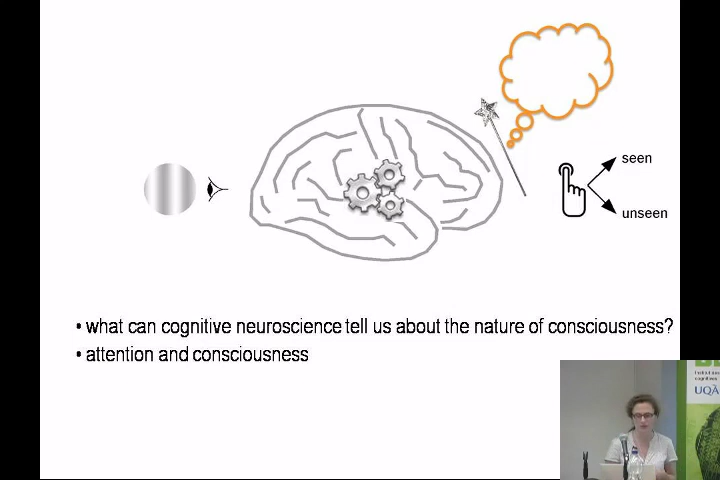 seen
unseen
• what can cognitive neuroscience tell us about the nature of consciousness?
• attention and consciousness
UQÀ